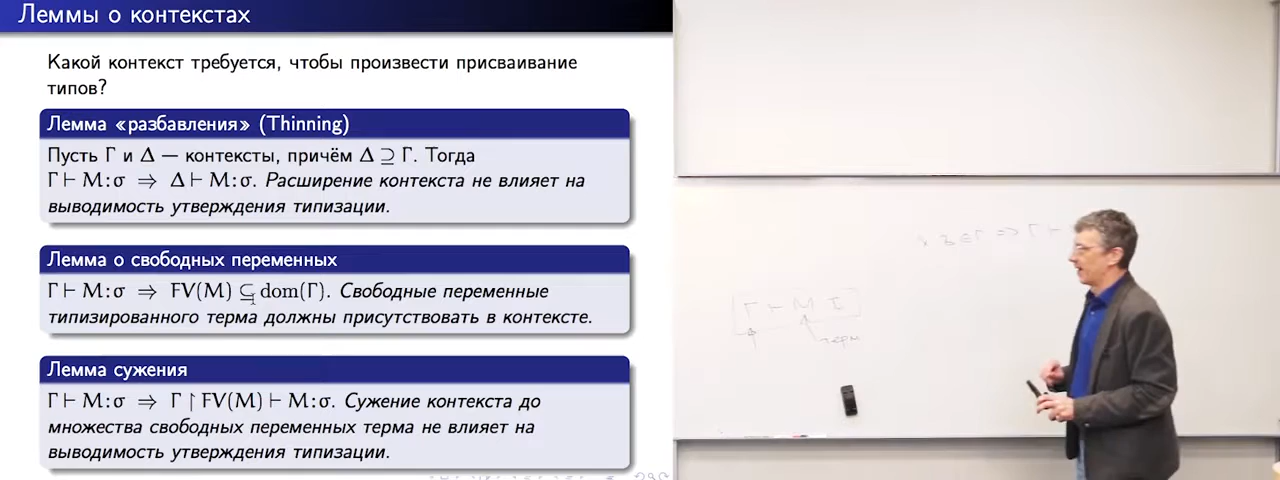 Леммы о контекстах
Какой контекст требуется, чтобы произвести присваивание
типов?
Лемма «разбавления» (Thinning)
Пусть Γ и Δ — контексты, причём Δ ⊇ Γ. Тогда
Γ ⊢ M:σ ⇒ Δ ⊢ M:σ. Расширение контекста не влияет на
выводимость утверждения типизации.
Лемма о свободных переменных
Γ ⊢ M:σ ⇒ FV(M) ⊆ dom(Γ). Свободные переменные
типизированного терма должны присутствовать в контексте.
Лемма сужения
Γ ⊢ M:σ ⇒ Γ ↾ FV(M) ⊢ M:σ. Сужение контекста до
множества свободных переменных терма не влияет на
выводимость утверждения типизации.
Γ ⊢ M τ
терм